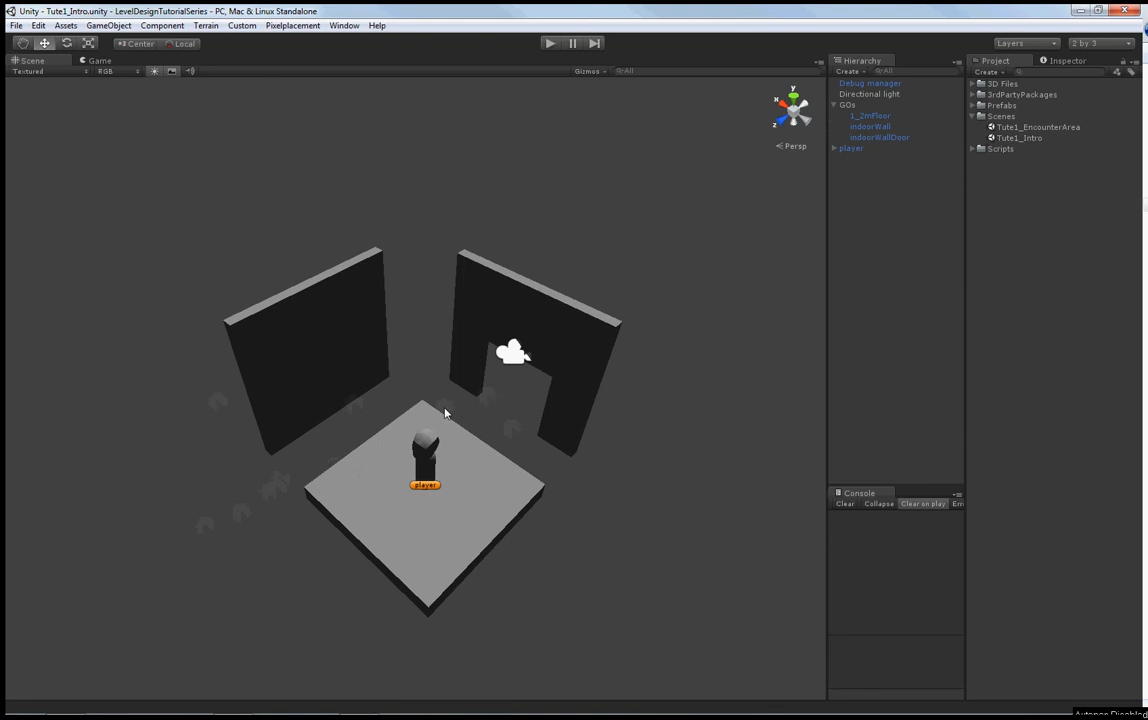 Unity - Tute1_Intro.unity - LevelDesignTutorialSeries - PC, Mac & Linux Standalone
File Edit Assets GameObject Component Terrain Custom Pixelplacement Window Help
Center Local Layers 2 by 3
Scene Game
Textured RGB Gizmos All
Hierarchy
Create All
Debug manager
Directional light
GOs
1_2mFloor
indoorWall
indoorWallDoor
player
Project Inspector
Create
3D Files
3rdPartyPackages
Prefabs
Scenes
Tute1_EncounterArea
Tute1_Intro
Scripts
y
x
z
Persp
player
Console
Clear Collapse Clear on play Err